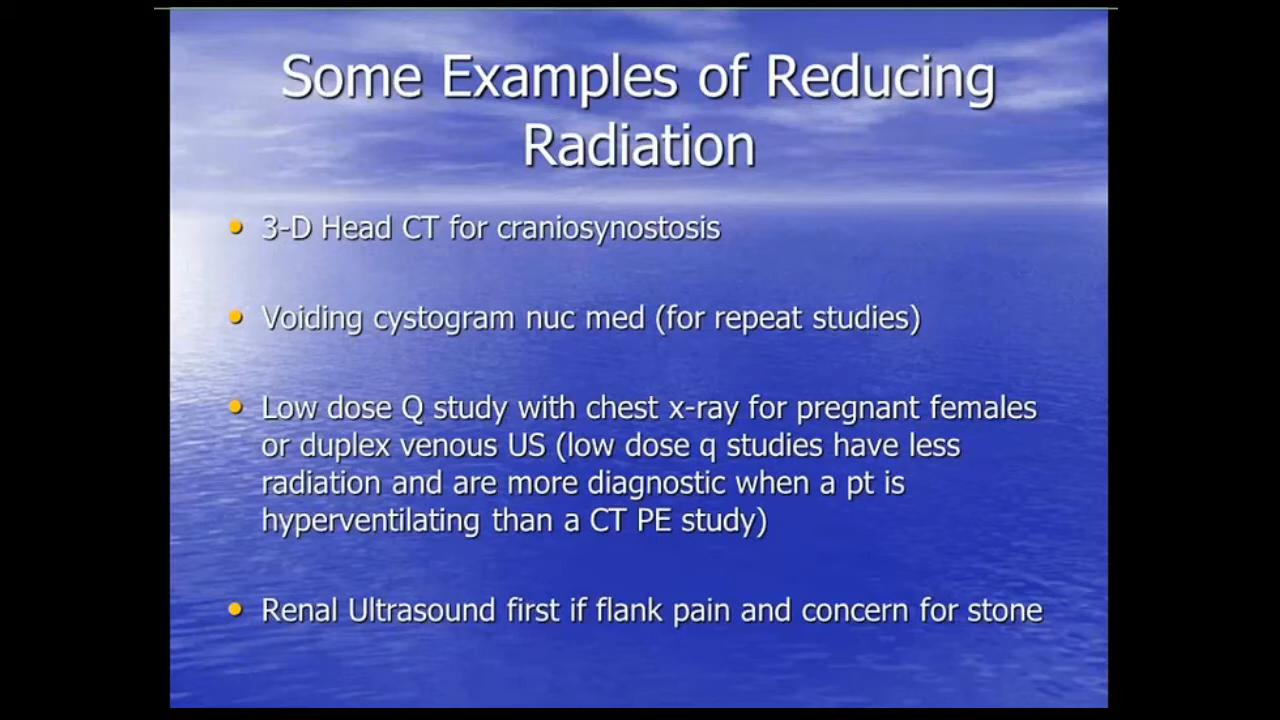 Some Examples of Reducing
Radiation
• 3-D Head CT for craniosynostosis
• Voiding cystogram nuc med (for repeat studies)
• Low dose Q study with chest x-ray for pregnant females
or duplex venous US (low dose q studies have less
radiation and are more diagnostic when a pt is
hyperventilating than a CT PE study)
• Renal Ultrasound first if flank pain and concern for stone